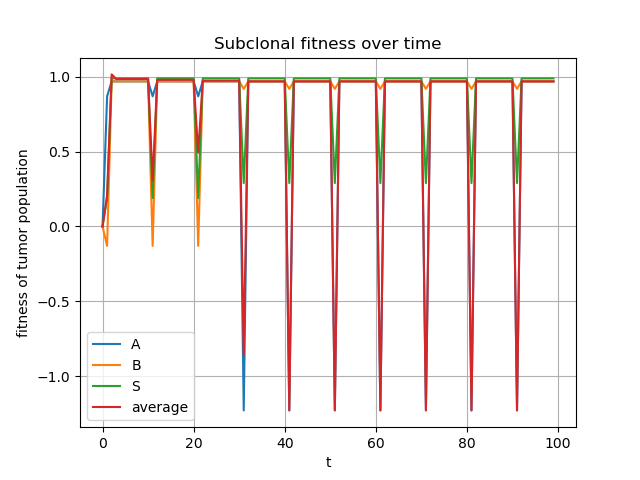 Subclonal fitness over time
fitness of tumor population
1.0
0.5
0.0
−0.5
−1.0
A
B
S
average
0 20 40 60 80 100
t